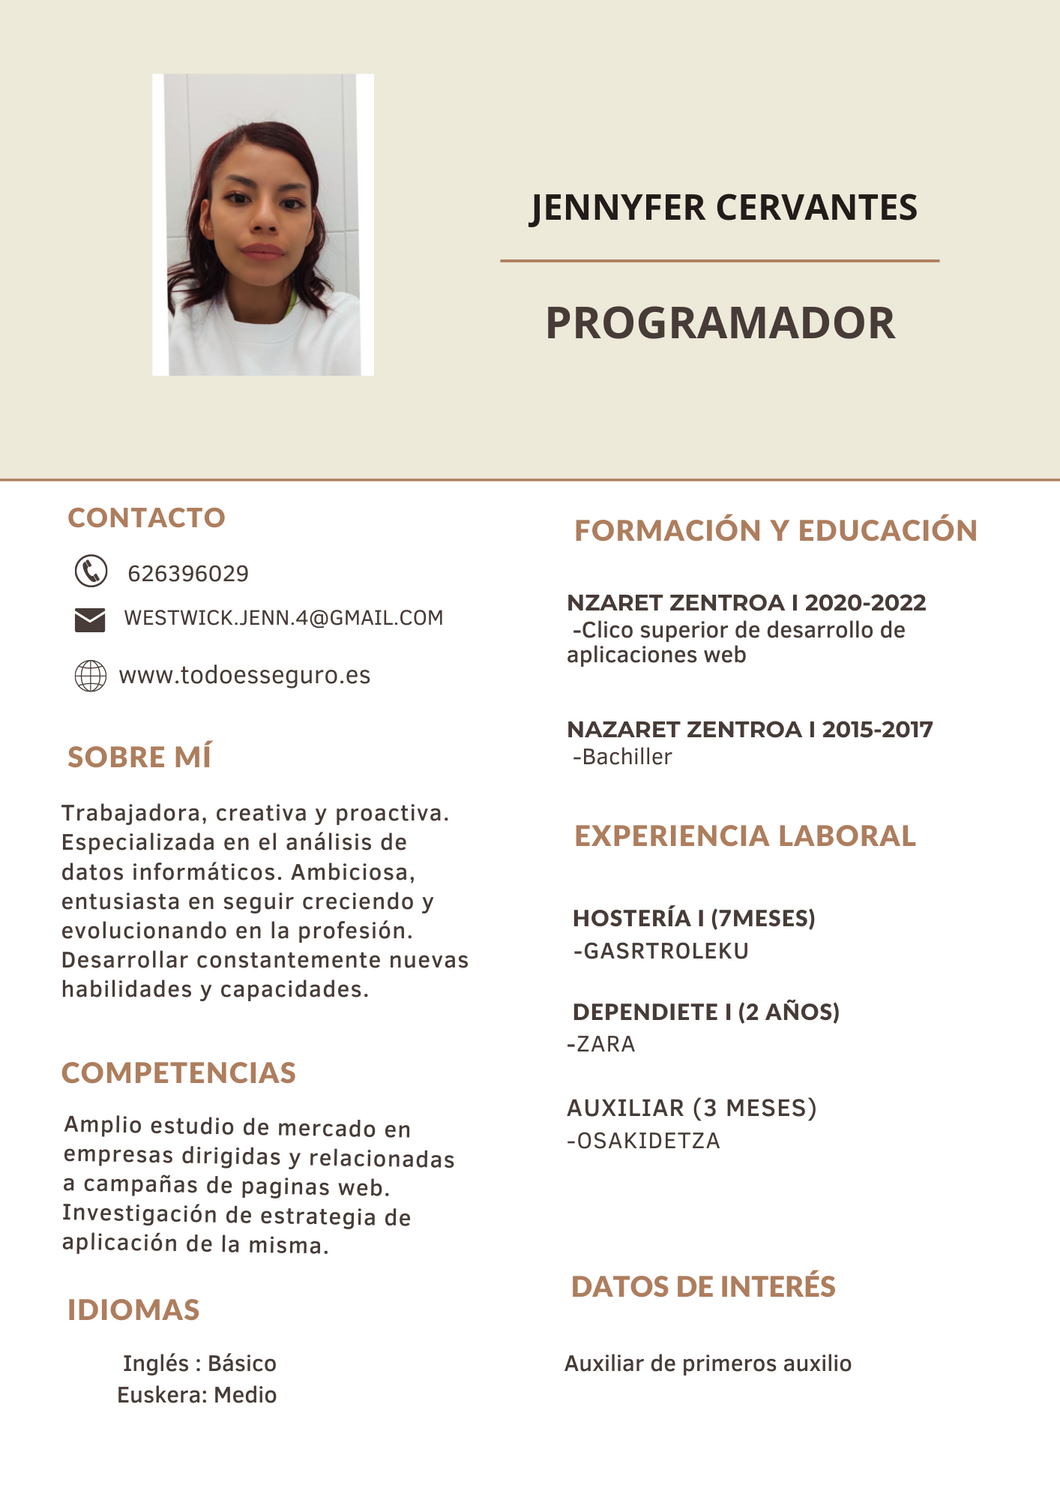 JENNYFER CERVANTES
PROGRAMADOR
CONTACTO
626396029
WESTWICK.JENN.4@GMAIL.COM
www.todoesseguro.es
SOBRE MÍ
Trabajadora, creativa y proactiva.
Especializada en el análisis de
datos informáticos. Ambiciosa,
entusiasta en seguir creciendo y
evolucionando en la profesión.
Desarrollar constantemente nuevas
habilidades y capacidades.
COMPETENCIAS
Amplio estudio de mercado en
empresas dirigidas y relacionadas
a campañas de paginas web.
Investigación de estrategia de
aplicación de la misma.
IDIOMAS
Inglés : Básico
Euskera: Medio
FORMACIÓN Y EDUCACIÓN
NZARET ZENTROA I 2020-2022
-Clico superior de desarrollo de
aplicaciones web
NAZARET ZENTROA I 2015-2017
-Bachiller
EXPERIENCIA LABORAL
HOSTERÍA I (7MESES)
-GASRTROLEKU
DEPENDIETE I (2 AÑOS)
-ZARA
AUXILIAR (3 MESES)
-OSAKIDETZA
DATOS DE INTERÉS
Auxiliar de primeros auxilio